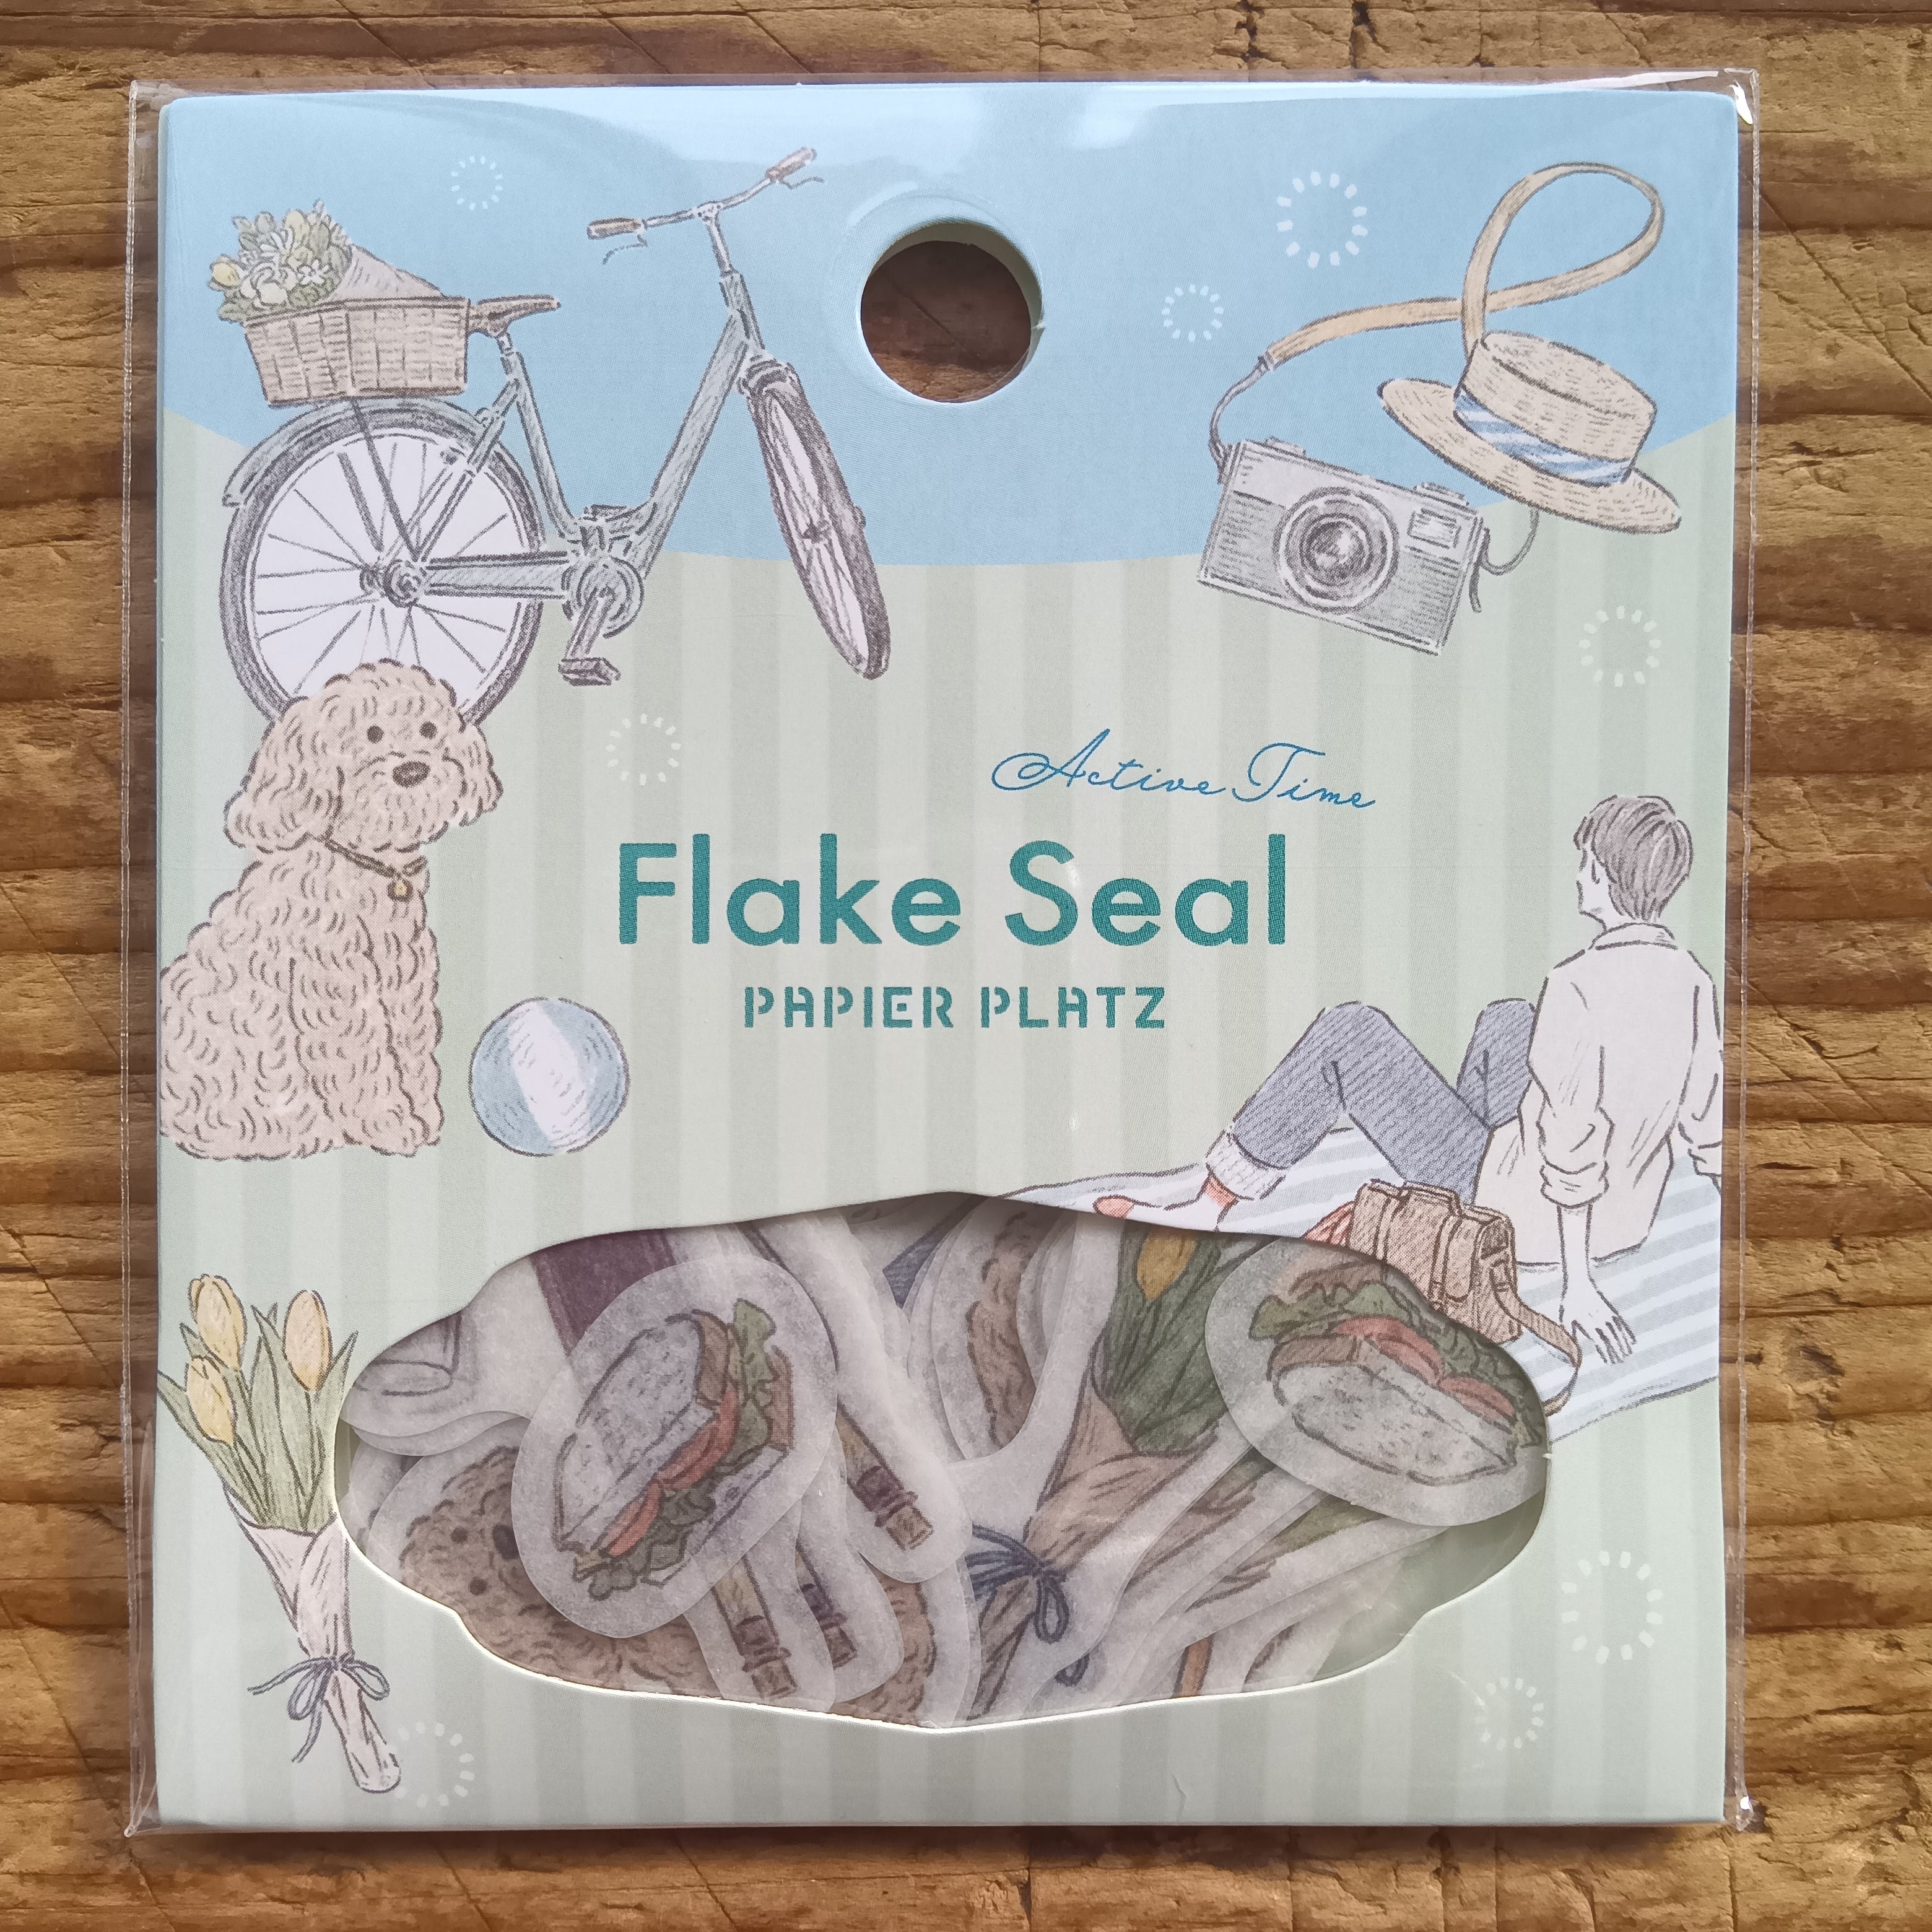 Active Time
Flake Seal
PAPIER PLATZ